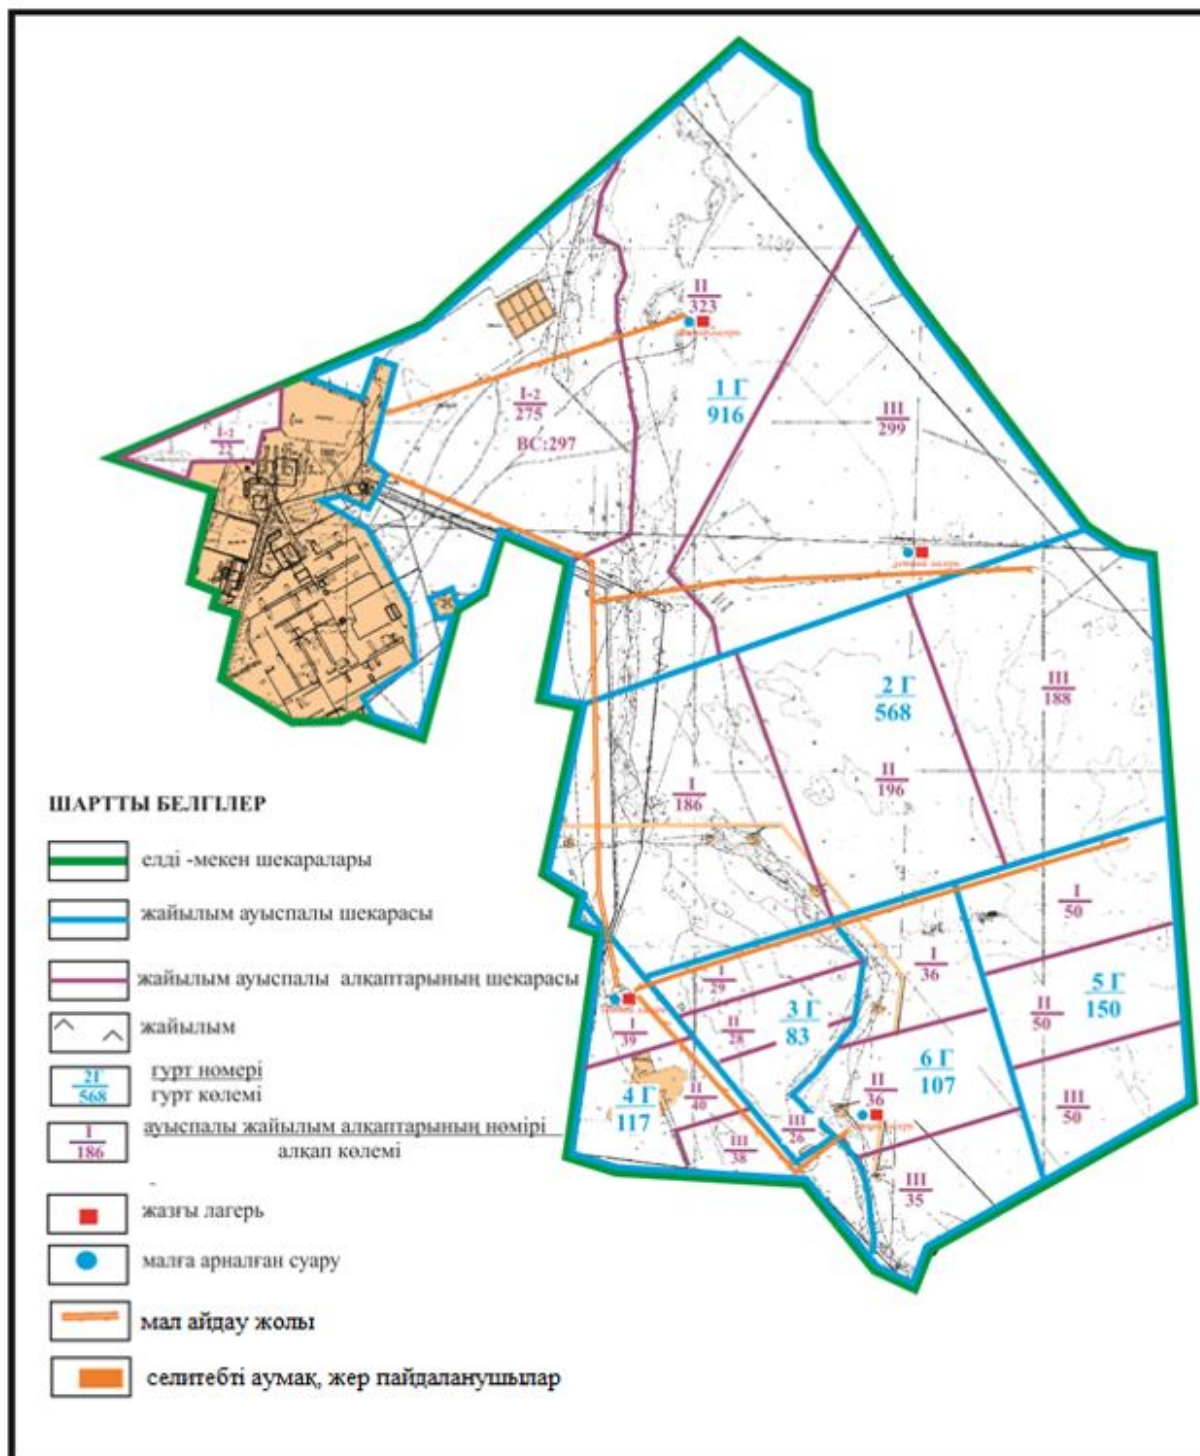 II
323
1 Г
916
I-2
275
ВС:297
III
299
I-2
22
2 Г
568
III
188
II
196
I
186
I
50
I
36
5 Г
150
II
50
I
29
3 Г
83
II
28
I
39
6 Г
107
II
36
4 Г
117
II
40
III
26
III
50
III
38
III
35
ШАРТТЫ БЕЛГІЛЕР
елді -мекен шекаралары
жайылым ауыспалы шекарасы
жайылым ауыспалы алқаптарының шекарасы
жайылым
2Г
568
гурт номері
гурт көлемі
I
186
ауыспалы жайылым алқаптарының нөмірі
алқап көлемі
жазғы лагерь
малға арналған суару
мал айдау жолы
селитебті аумақ, жер пайдаланушылар